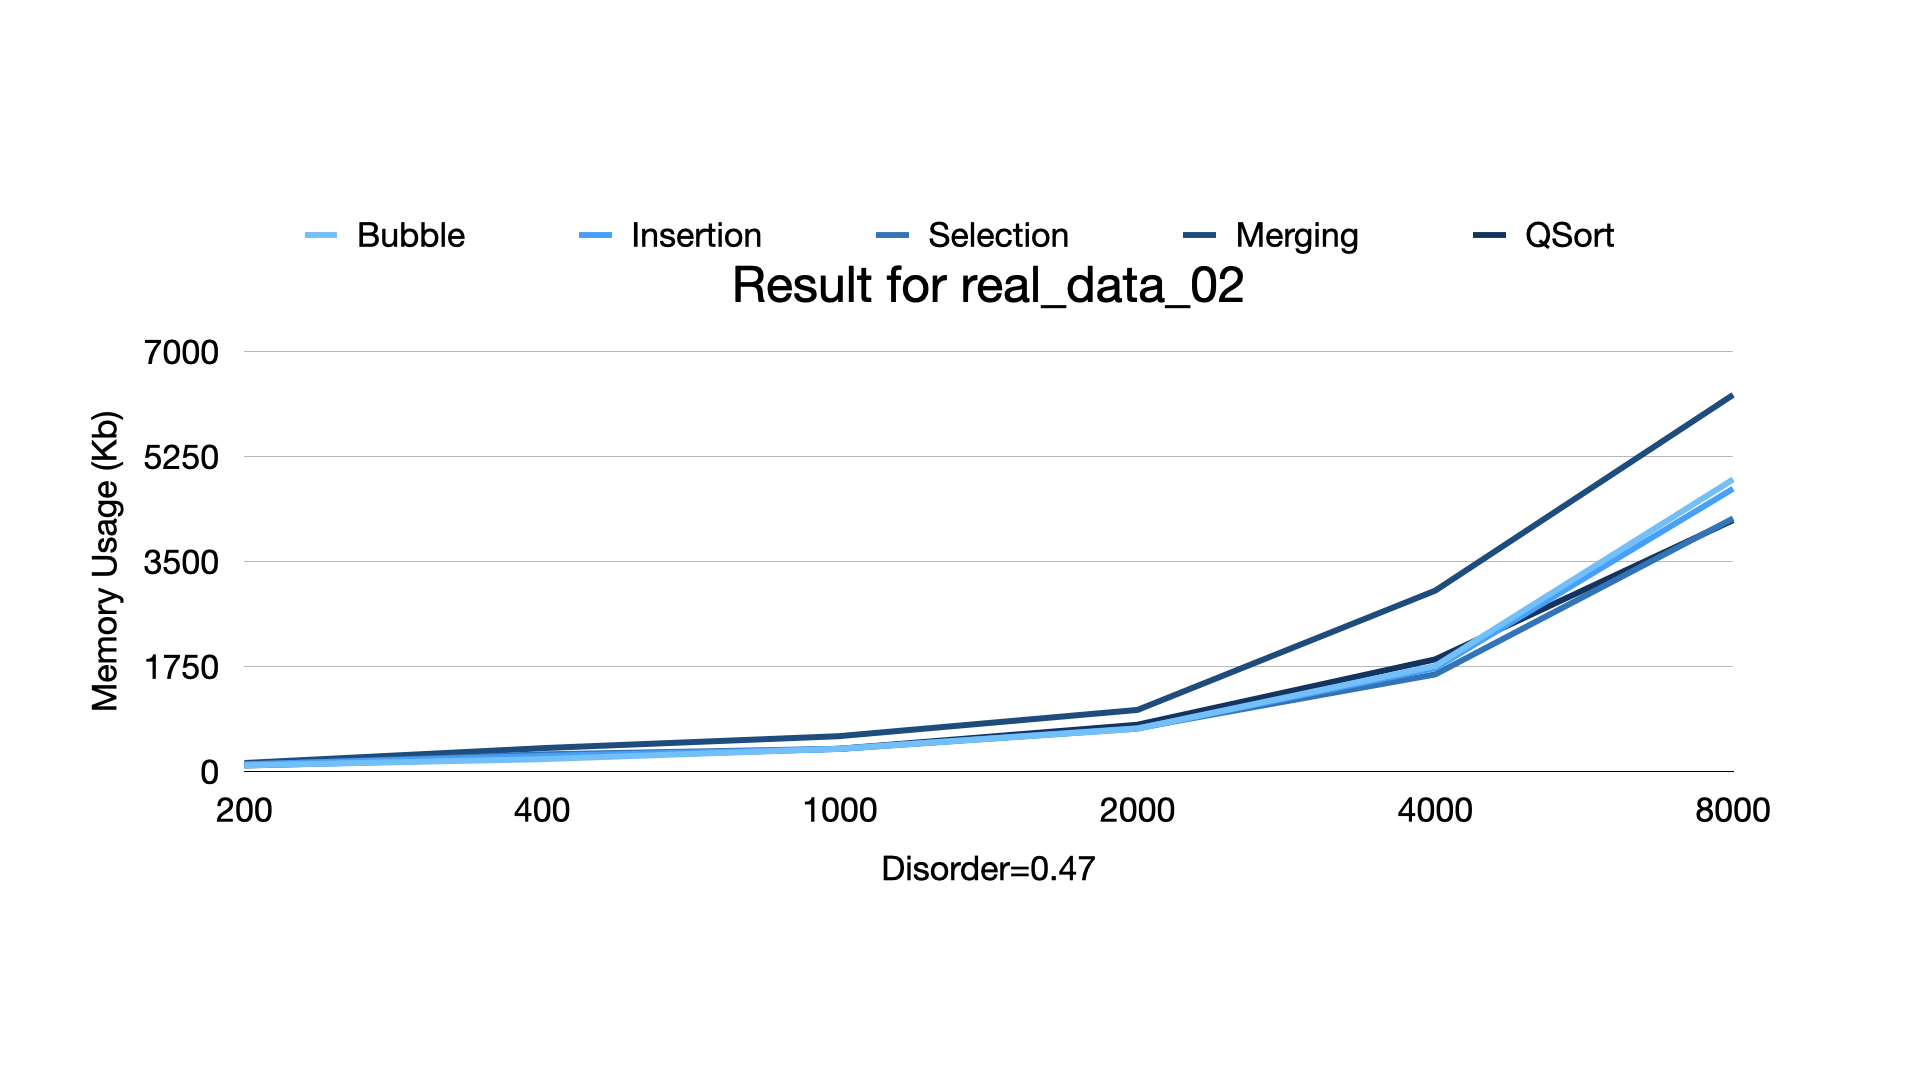 Bubble Insertion Selection Merging QSort
Result for real_data_02
7000
5250
3500
1750
0
Memory Usage (Kb)
200 400 1000 2000 4000 8000
Disorder=0.47